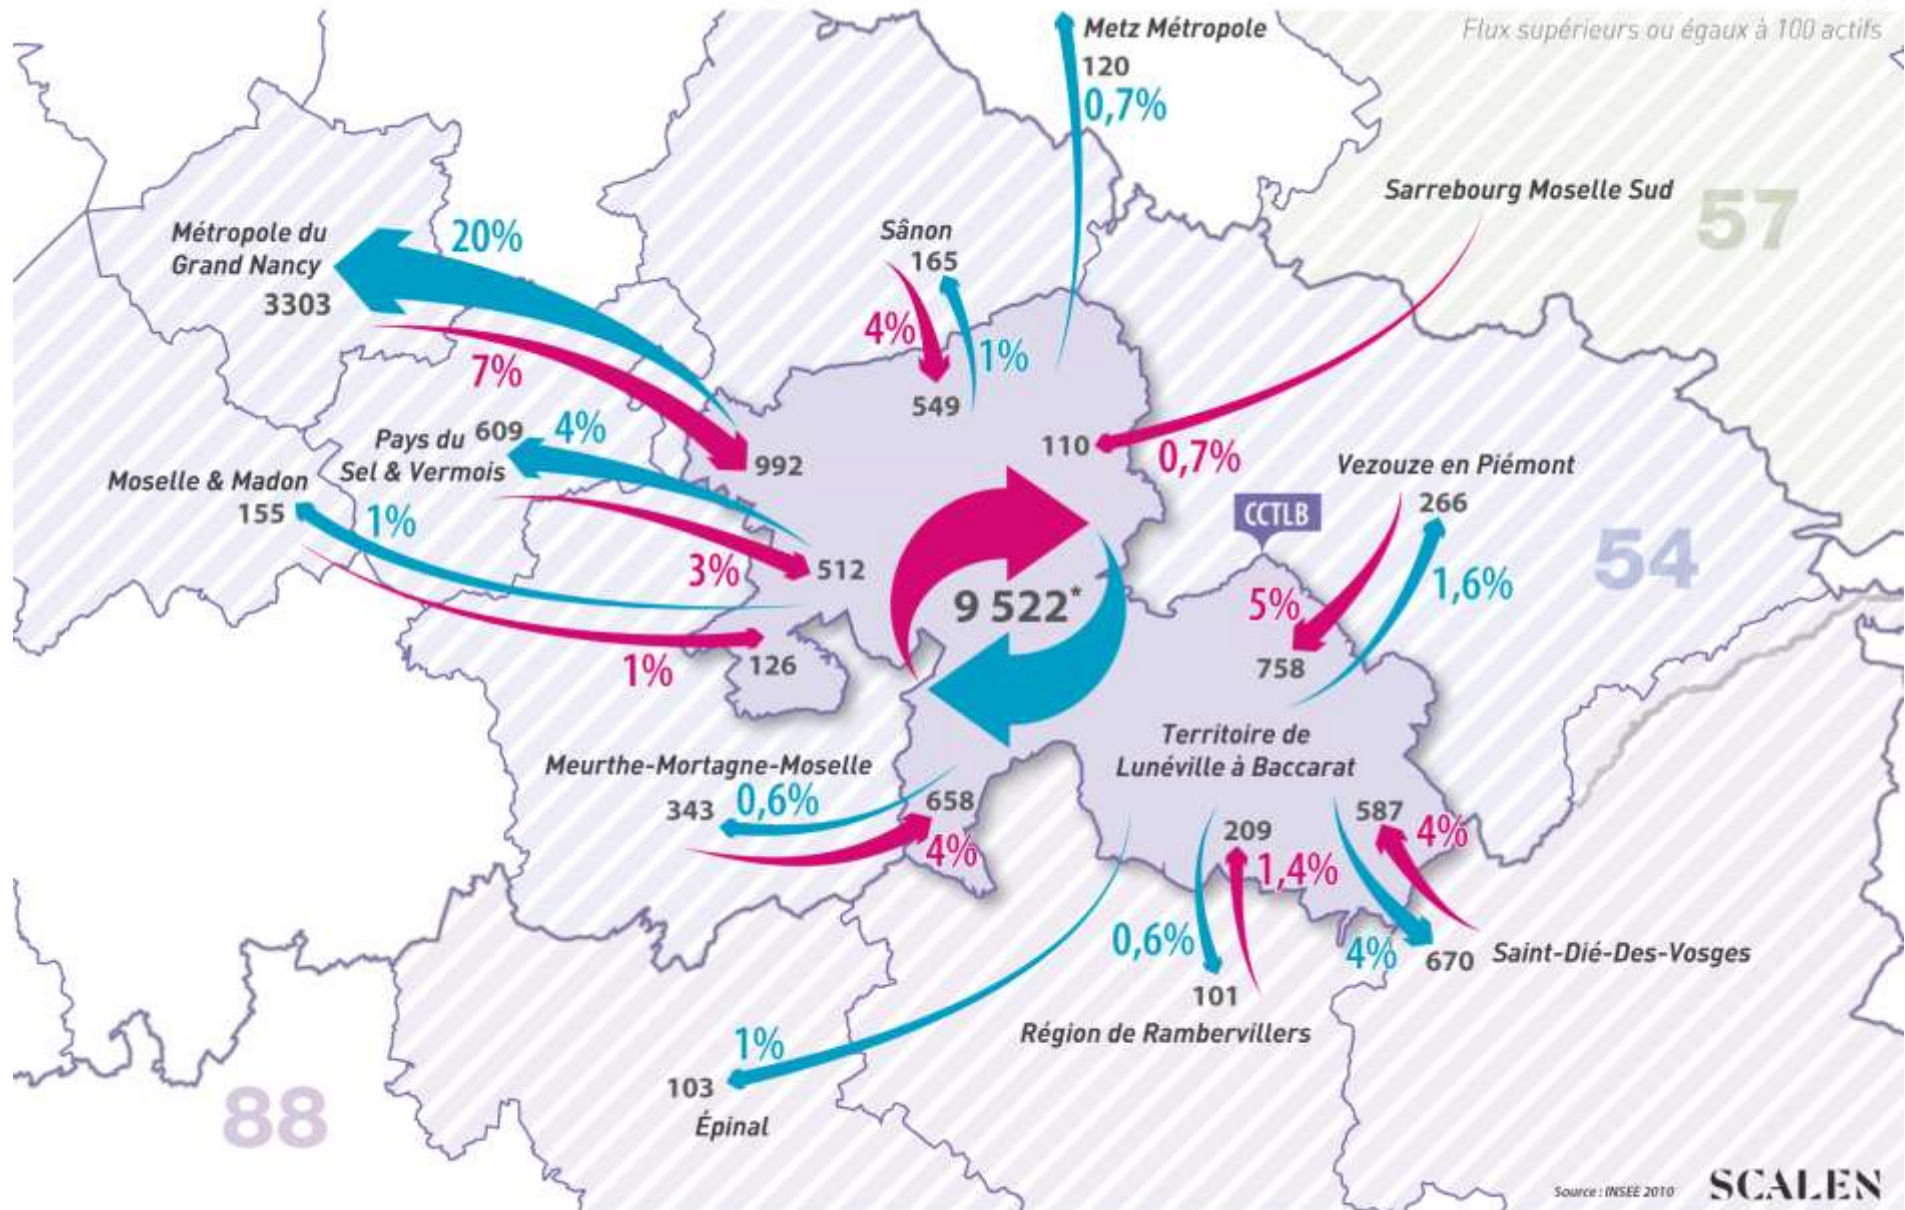 Metz Métropole
120
0,7%
Flux supérieurs ou égaux à 100 actifs
Sarrebourg Moselle Sud
57
Métropole du
Grand Nancy
3303
20%
7%
Sânon
165
4%
1%
549
992
110
0,7%
Pays du
Sel & Vermois
609
4%
Moselle & Madon
155
1%
3%
512
1%
126
9 522*
CCTLB
Vezouze en Piémont
266
54
5%
1,6%
758
Territoire de
Lunéville à Baccarat
Meurthe-Mortagne-Moselle
343
0,6%
658
4%
209
1,4%
587
4%
0,6%
101
Région de Rambervillers
4%
670
Saint-Dié-Des-Vosges
1%
103
Épinal
88
Source : INSEE 2010
SCALEN